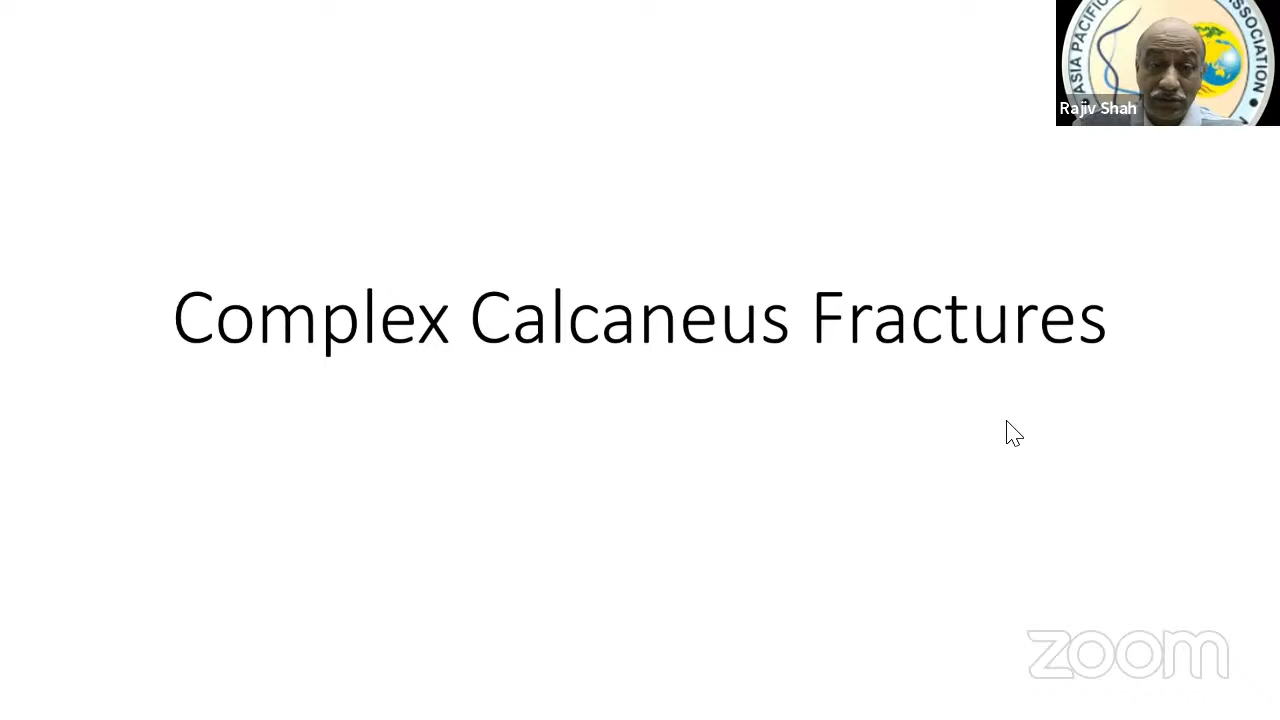 ASIA PACIFIC
ASSOCIATION
Rajiv Shah
Complex Calcaneus Fractures
zoom